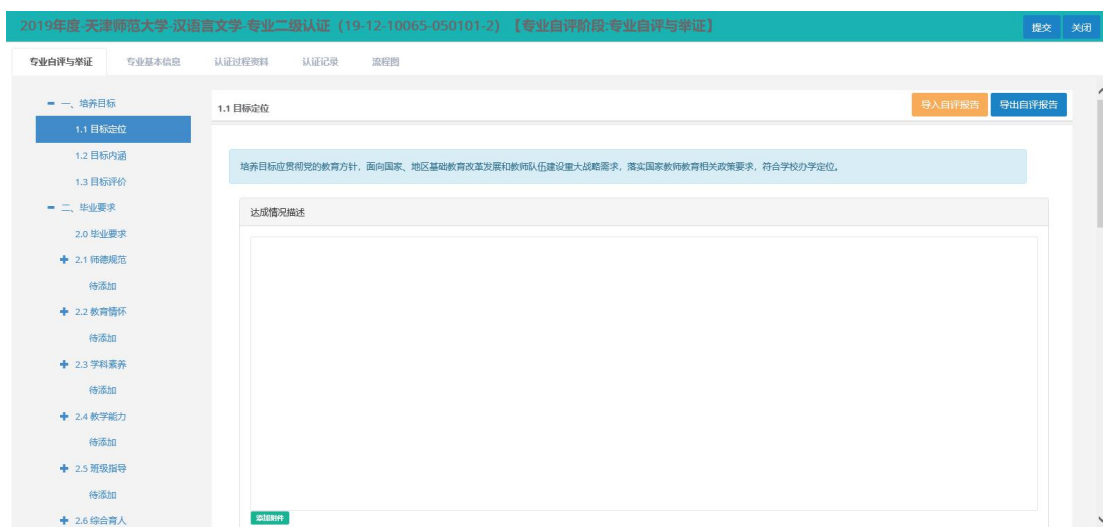 2019年度-天津师范大学-汉语言文学-专业二级认证（19-12-10065-050101-2）【专业自评阶段:专业自评与举证】
提交 关闭
专业自评与举证 专业基本信息 认证过程资料 认证记录 流程图
一、培养目标
1.1 目标定位
1.2 目标内涵
1.3 目标评价
二、毕业要求
2.0 毕业要求
2.1 师德规范
待添加
2.2 教育情怀
待添加
2.3 学科素养
待添加
2.4 教学能力
待添加
2.5 班级指导
待添加
2.6 综合育人
1.1 目标定位
导入自评报告 导出自评报告
培养目标应贯彻党的教育方针，面向国家、地区基础教育改革发展和教师队伍建设重大战略需求，落实国家教师教育相关政策要求，符合学校办学定位。
达成情况描述
添加附件